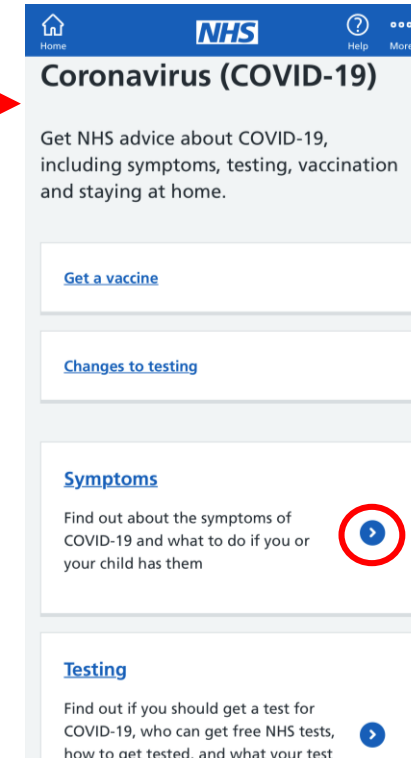 Home
NHS
Help
More
Coronavirus (COVID-19)
Get NHS advice about COVID-19,
including symptoms, testing, vaccination
and staying at home.
Get a vaccine
Changes to testing
Symptoms
Find out about the symptoms of
COVID-19 and what to do if you or
your child has them
Testing
Find out if you should get a test for
COVID-19, who can get free NHS tests,
how to get tested, and what your test